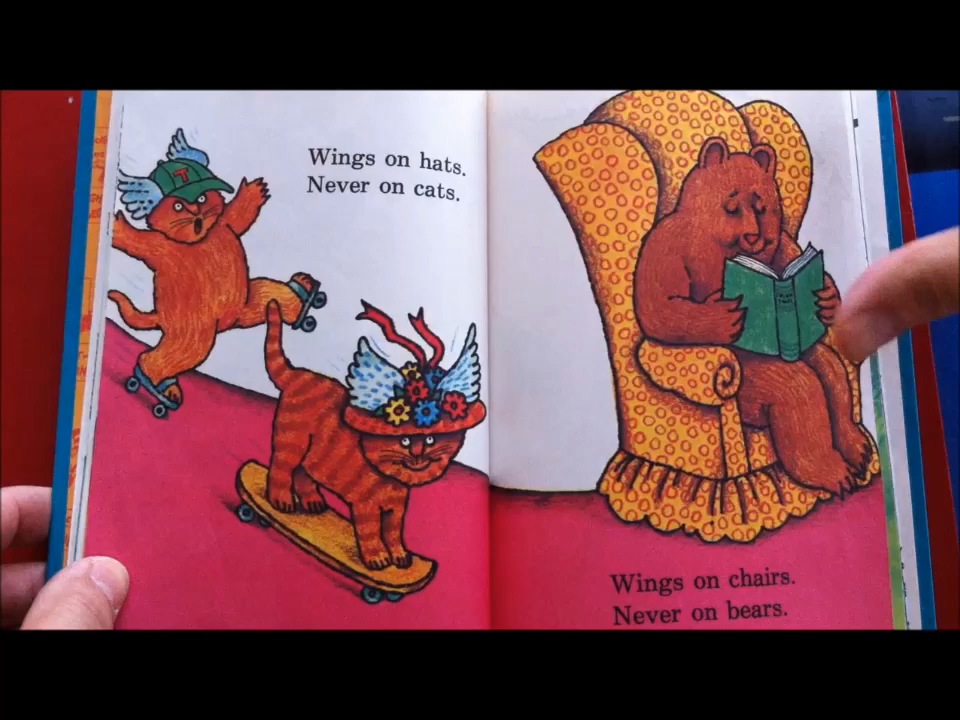 T
Wings on hats.
Never on cats.
Wings on chairs.
Never on bears.